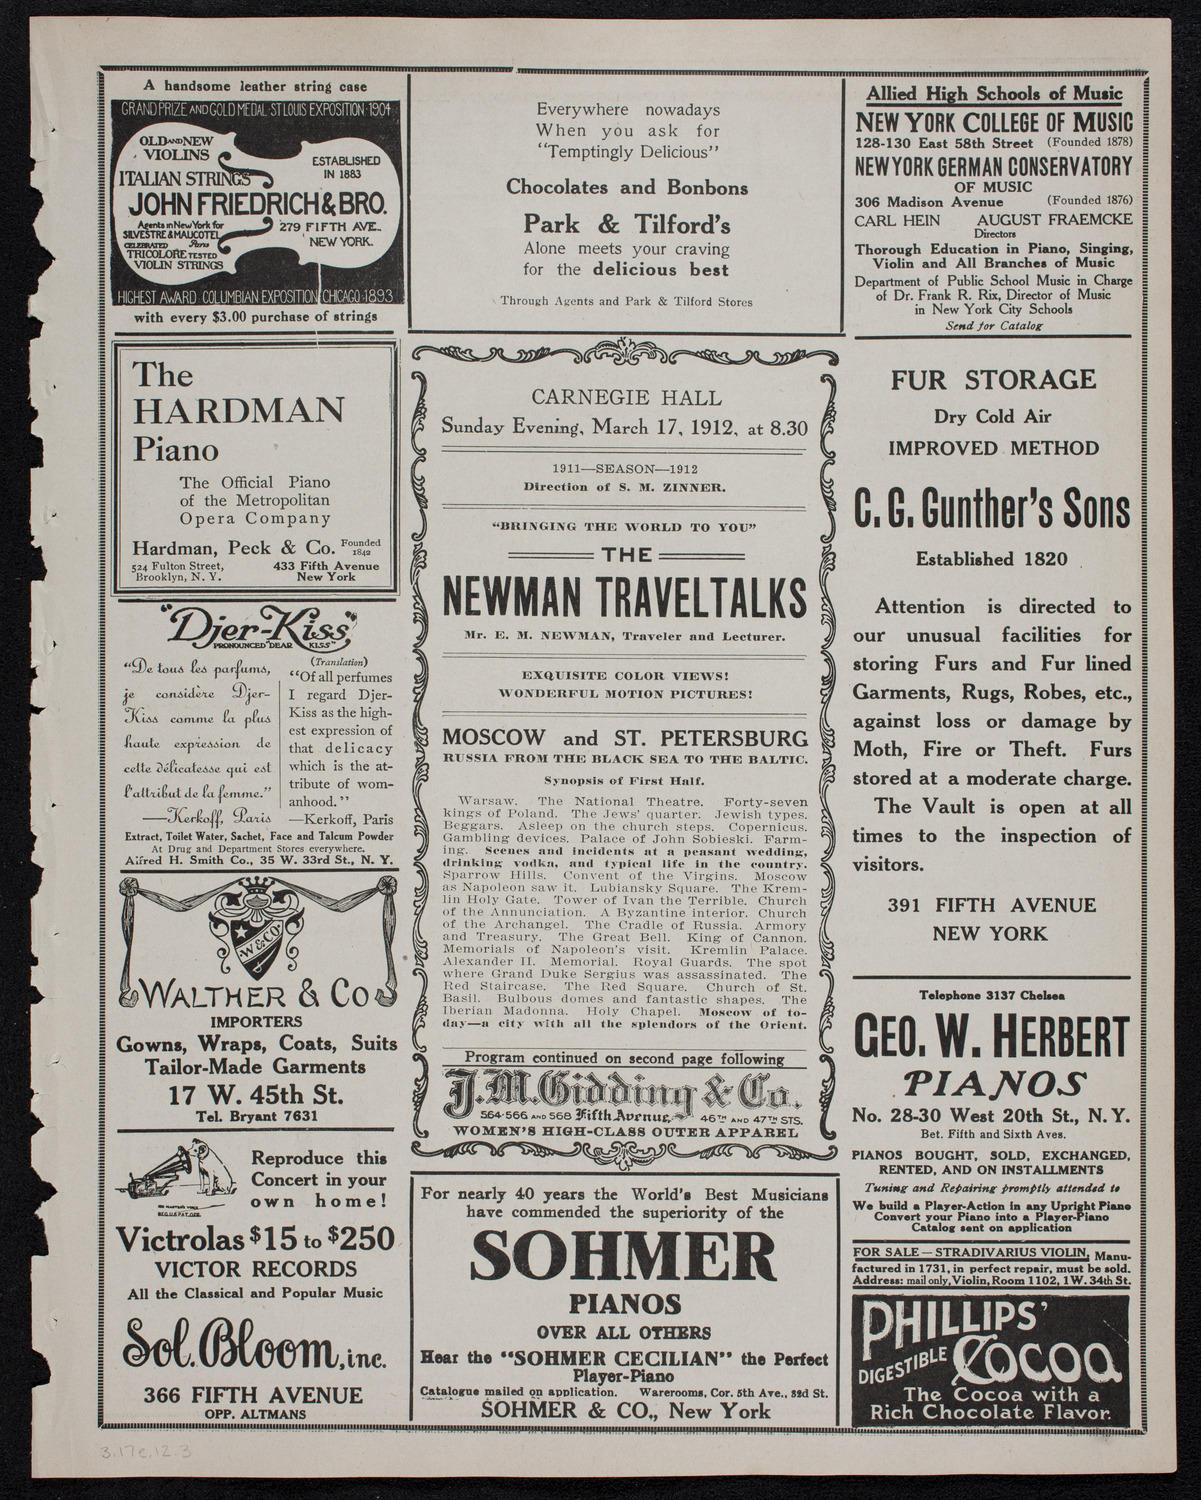 A handsome leather string case
GRAND PRIZE AND GOLD MEDAL ST LOUIS EXPOSITION 1904
OLD AND NEW
VIOLINS
ITALIAN STRINGS
ESTABLISHED
IN 1883
JOHN FRIEDRICH & BRO.
Agents in New York for
SILVESTRE & MAUCOTEL
CELEBRATED Paris
TRICOLORE TESTED
VIOLIN STRINGS
279 FIFTH AVE.
NEW YORK.
HIGHEST AWARD COLUMBIAN EXPOSITION CHICAGO 1893
with every $3.00 purchase of strings
The
HARDMAN
Piano
The Official Piano
of the Metropolitan
Opera Company
Hardman, Peck & Co. Founded 1842
524 Fulton Street,
Brooklyn, N. Y.
433 Fifth Avenue
New York
"Djer-Kiss"
PRONOUNCED "DEAR KISS"
"De tous les parfums,
je considère Djer-
Kiss comme la plus
haute expression de
cette délicatesse qui est
l'attribut de la femme."
—Kerkoff, Paris
(Translation)
"Of all perfumes
I regard Djer-
Kiss as the high-
est expression of
that delicacy
which is the at-
tribute of wom-
anhood."
—Kerkoff, Paris
Extract, Toilet Water, Sachet, Face and Talcum Powder
At Drug and Department Stores everywhere.
Alfred H. Smith Co., 35 W. 33rd St., N. Y.
W & CO.
WALTHER & CO
IMPORTERS
Gowns, Wraps, Coats, Suits
Tailor-Made Garments
17 W. 45th St.
Tel. Bryant 7631
HIS MASTER'S VOICE
REG. U.S. PAT. OFF.
Reproduce this
Concert in your
own home!
Victrolas $15 to $250
VICTOR RECORDS
All the Classical and Popular Music
Sol. Bloom, inc.
366 FIFTH AVENUE
OPP. ALTMANS
Everywhere nowadays
When you ask for
"Temptingly Delicious"
Chocolates and Bonbons
Park & Tilford's
Alone meets your craving
for the delicious best
Through Agents and Park & Tilford Stores
CARNEGIE HALL
Sunday Evening, March 17, 1912, at 8.30
1911—SEASON—1912
Direction of S. M. ZINNER.
"BRINGING THE WORLD TO YOU"
THE
NEWMAN TRAVELTALKS
Mr. E. M. NEWMAN, Traveler and Lecturer.
EXQUISITE COLOR VIEWS!
WONDERFUL MOTION PICTURES!
MOSCOW and ST. PETERSBURG
RUSSIA FROM THE BLACK SEA TO THE BALTIC.
Synopsis of First Half.
Warsaw. The National Theatre. Forty-seven
kings of Poland. The Jews' quarter. Jewish types.
Beggars. Asleep on the church steps. Copernicus.
Gambling devices. Palace of John Sobieski. Farm-
ing. Scenes and incidents at a peasant wedding,
drinking vodka, and typical life in the country.
Sparrow Hills. Convent of the Virgins. Moscow
as Napoleon saw it. Lubiansky Square. The Krem-
lin Holy Gate. Tower of Ivan the Terrible. Church
of the Annunciation. A Byzantine interior. Church
of the Archangel. The Cradle of Russia. Armory
and Treasury. The Great Bell. King of Cannon.
Memorials of Napoleon's visit. Kremlin Palace.
Alexander II. Memorial. Royal Guards. The spot
where Grand Duke Sergius was assassinated. The
Red Staircase. The Red Square. Church of St.
Basil. Bulbous domes and fantastic shapes. The
Iberian Madonna. Holy Chapel. Moscow of to-
day—a city with all the splendors of the Orient.
Program continued on second page following
J. M. Gidding & Co.
564-566 AND 568 Fifth Avenue, 46TH AND 47TH STS.
WOMEN'S HIGH-CLASS OUTER APPAREL
For nearly 40 years the World's Best Musicians
have commended the superiority of the
SOHMER
PIANOS
OVER ALL OTHERS
Hear the "SOHMER CECILIAN" the Perfect
Player-Piano
Catalogue mailed on application. Warerooms, Cor. 5th Ave., 32d St.
SOHMER & CO., New York
Allied High Schools of Music
NEW YORK COLLEGE OF MUSIC
128-130 East 58th Street (Founded 1878)
NEW YORK GERMAN CONSERVATORY
OF MUSIC
306 Madison Avenue (Founded 1876)
CARL HEIN AUGUST FRAEMCKE
Directors
Thorough Education in Piano, Singing,
Violin and All Branches of Music
Department of Public School Music in Charge
of Dr. Frank R. Rix, Director of Music
in New York City Schools
Send for Catalog
FUR STORAGE
Dry Cold Air
IMPROVED METHOD
C. G. Gunther's Sons
Established 1820
Attention is directed to
our unusual facilities for
storing Furs and Fur lined
Garments, Rugs, Robes, etc.,
against loss or damage by
Moth, Fire or Theft. Furs
stored at a moderate charge.
The Vault is open at all
times to the inspection of
visitors.
391 FIFTH AVENUE
NEW YORK
Telephone 3137 Chelsea
GEO. W. HERBERT
PIANOS
No. 28-30 West 20th St., N. Y.
Bet. Fifth and Sixth Aves.
PIANOS BOUGHT, SOLD, EXCHANGED,
RENTED, AND ON INSTALLMENTS
Tuning and Repairing promptly attended to
We build a Player-Action in any Upright Piano
Convert your Piano into a Player-Piano
Catalog sent on application
FOR SALE—STRADIVARIUS VIOLIN, Manu-
factured in 1731, in perfect repair, must be sold.
Address: mail only, Violin, Room 1102, 1 W. 34th St.
PHILLIPS'
DIGESTIBLE COCOA
The Cocoa with a
Rich Chocolate Flavor.
3.17e.12.3